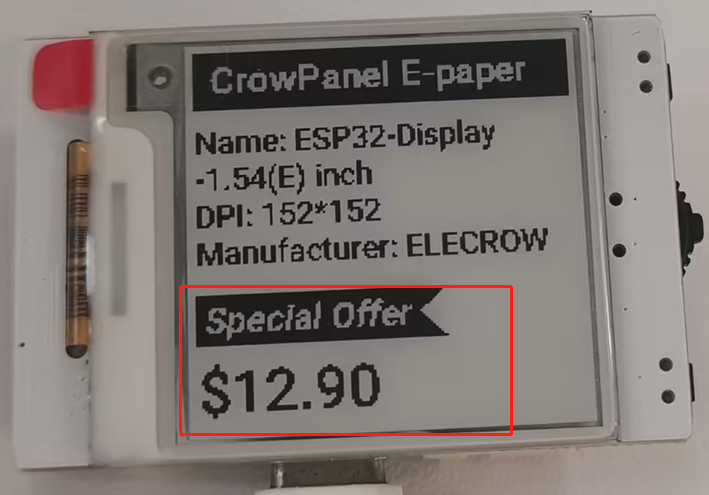 CrowPanel E-paper
Name: ESP32-Display
-1.54(E) inch
DPI: 152*152
Manufacturer: ELECROW
Special Offer
$12.90